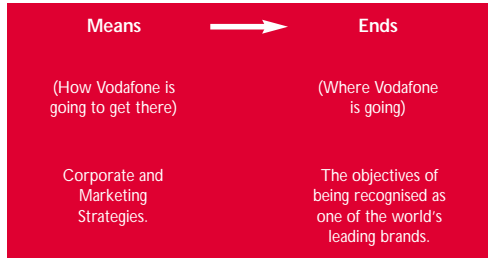 Means
Ends
(How Vodafone is
going to get there)
(Where Vodafone
is going)
Corporate and
Marketing
Strategies.
The objectives of
being recognised as
one of the world's
leading brands.